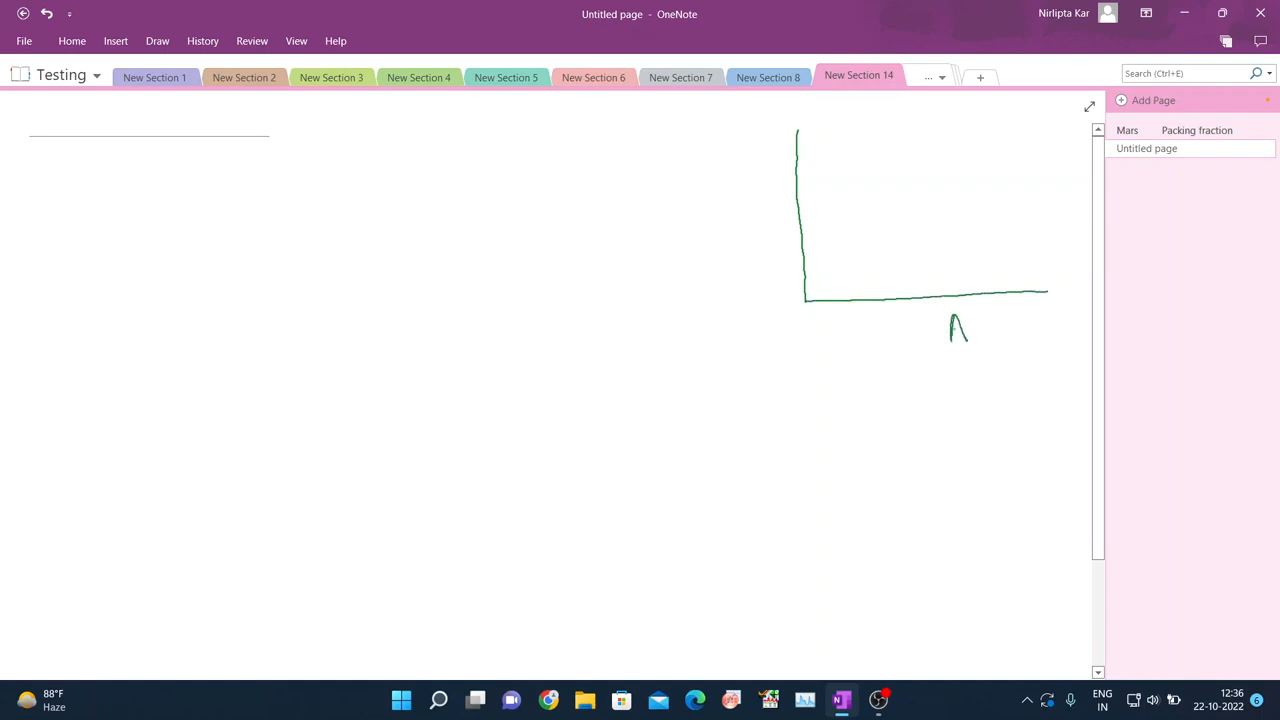 Untitled page - OneNote
Nirlipta Kar
File Home Insert Draw History Review View Help
Testing New Section 1 New Section 2 New Section 3 New Section 4 New Section 5 New Section 6 New Section 7 New Section 8 New Section 14 ... +
Search (Ctrl+E)
Add Page
Mars Packing fraction
Untitled page
88°F
Haze
ENG
IN
12:36
22-10-2022
6